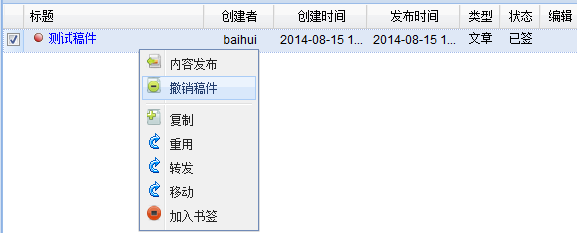 标题 创建者 创建时间 发布时间 类型 状态 编辑
测试稿件 baihui 2014-08-15 1... 2014-08-15 1... 文章 已签
内容发布
撤销稿件
复制
重用
转发
移动
加入书签